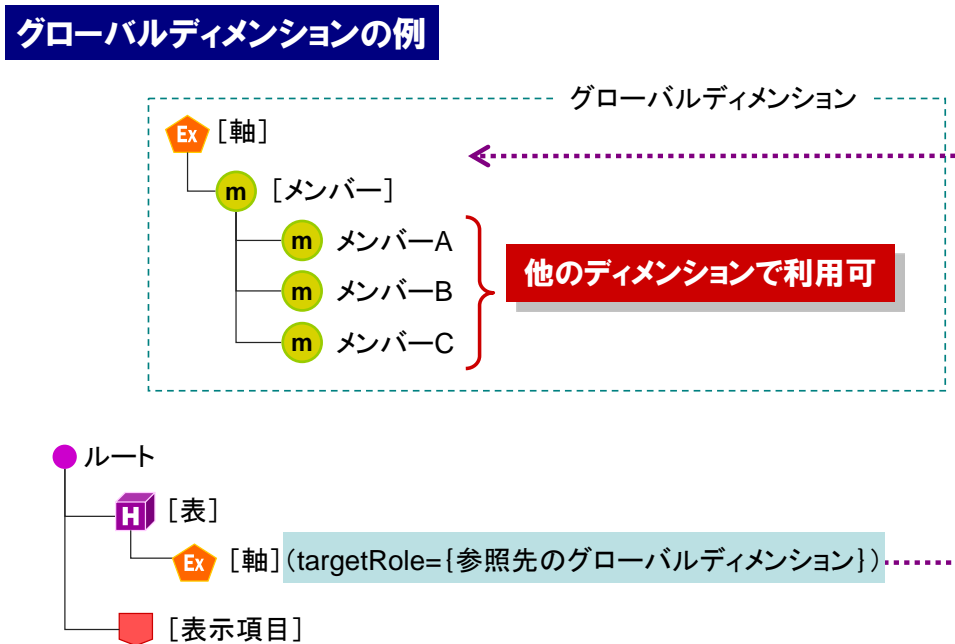 グローバルディメンションの例
グローバルディメンション
Ex ［軸］
m ［メンバー］
m メンバーA
m メンバーB
m メンバーC
他のディメンションで利用可
ルート
H ［表］
Ex ［軸］(targetRole={参照先のグローバルディメンション})
［表示項目］